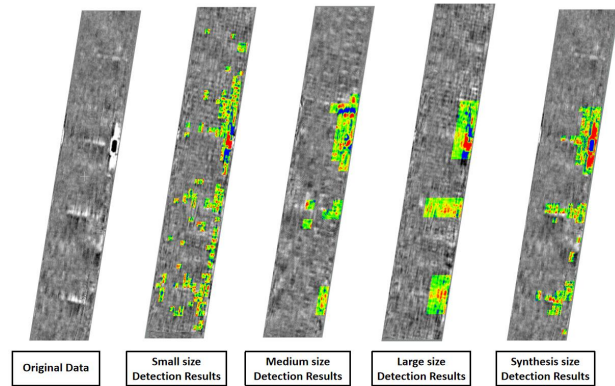 Original Data
Small size
Detection Results
Medium size
Detection Results
Large size
Detection Results
Synthesis size
Detection Results